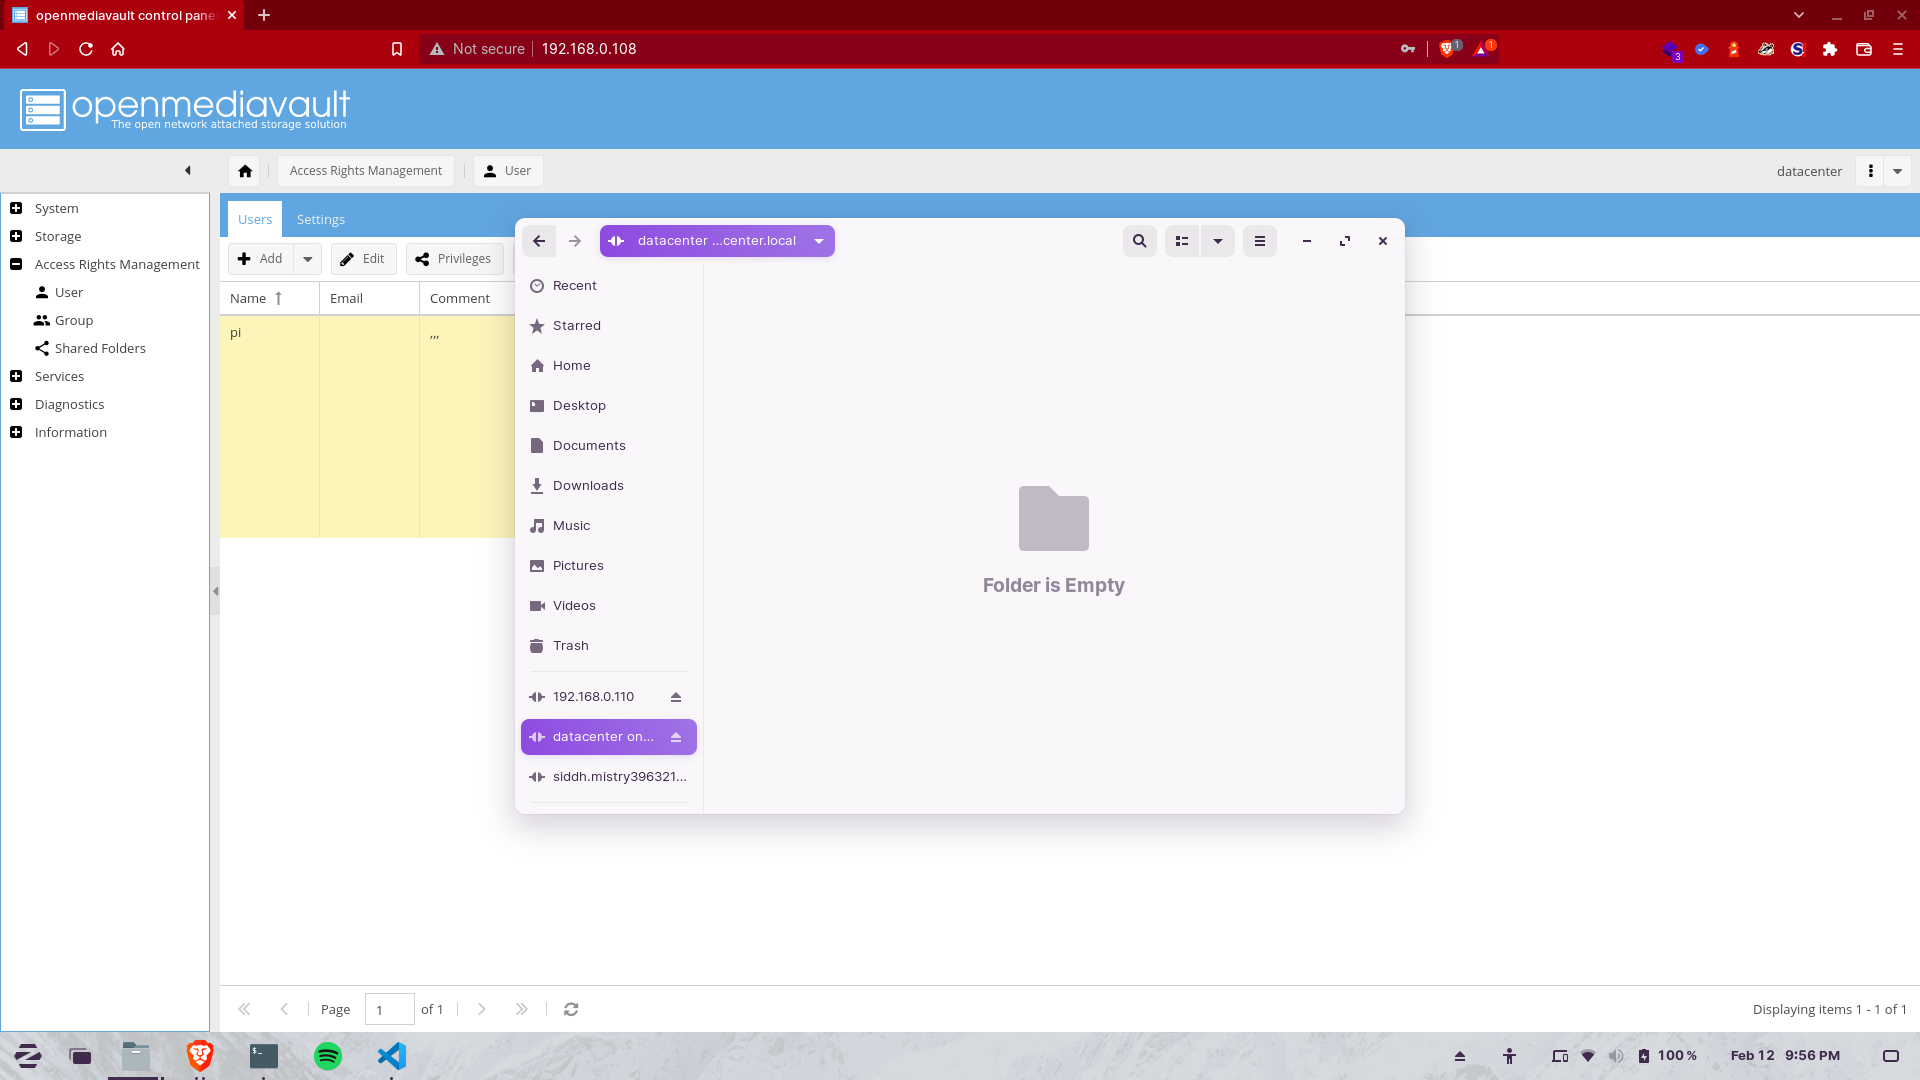 openmediavault control pane
Not secure 192.168.0.108
1
1
3
openmediavault
The open network attached storage solution
Access Rights Management
User
datacenter
System
Storage
Access Rights Management
User
Group
Shared Folders
Services
Diagnostics
Information
Users
Settings
Add
Edit
Privileges
Name
Email
Comment
pi
,,,
datacenter ...center.local
Recent
Starred
Home
Desktop
Documents
Downloads
Music
Pictures
Videos
Trash
192.168.0.110
datacenter on...
siddh.mistry396321...
Folder is Empty
Page 1 of 1
Displaying items 1 - 1 of 1
$-
100 %
Feb 12 9:56 PM